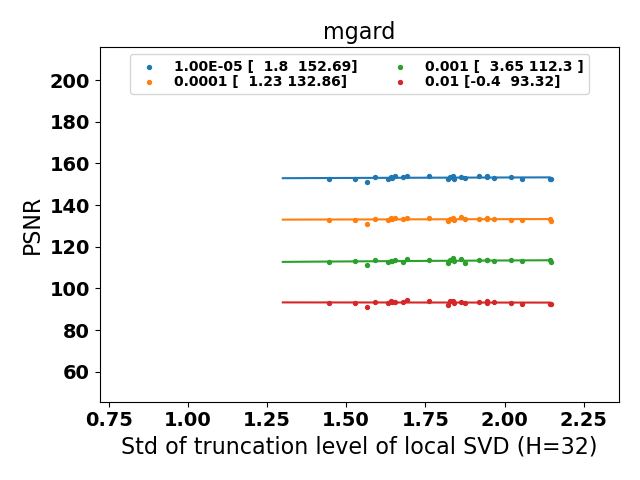 mgard
1.00E-05 [  1.8  152.69]
0.0001 [  1.23 132.86]
0.001 [  3.65 112.3 ]
0.01 [-0.4  93.32]
PSNR
200
180
160
140
120
100
80
60
0.75 1.00 1.25 1.50 1.75 2.00 2.25
Std of truncation level of local SVD (H=32)